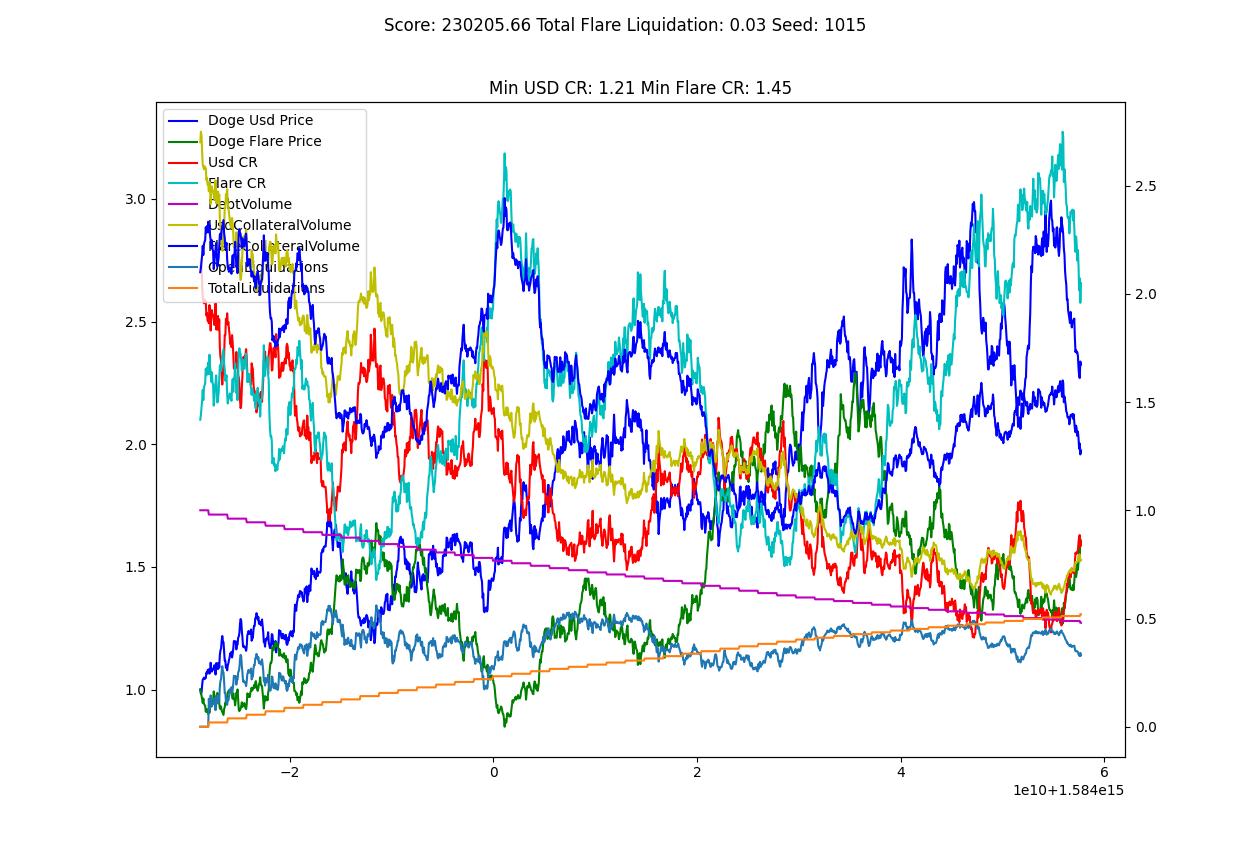 Score: 230205.66 Total Flare Liquidation: 0.03 Seed: 1015
Min USD CR: 1.21 Min Flare CR: 1.45
Doge Usd Price
Doge Flare Price
Usd CR
Flare CR
DeptVolume
UsdCollateralVolume
FlareCollateralVolume
OpenLiquidations
TotalLiquidations
3.0
2.5
2.0
1.5
1.0
2.5
2.0
1.5
1.0
0.5
0.0
−2
0
2
4
6
1e10+1.584e15